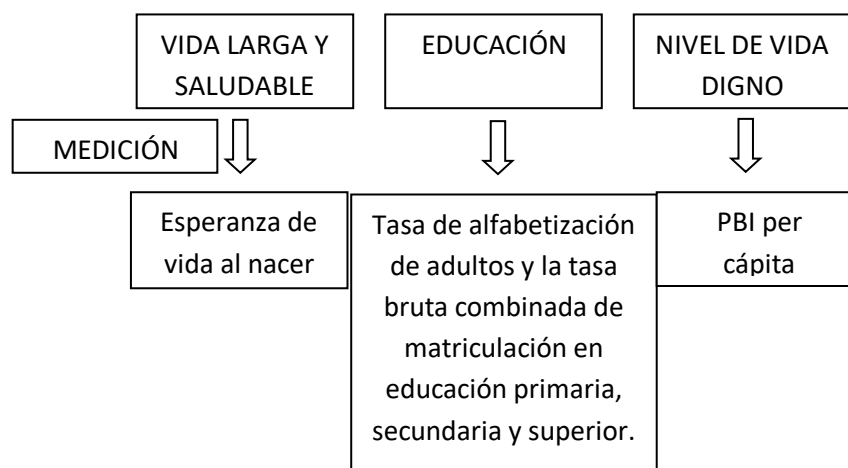 VIDA LARGA Y
SALUDABLE
EDUCACIÓN
NIVEL DE VIDA
DIGNO
MEDICIÓN
Esperanza de
vida al nacer
Tasa de alfabetización
de adultos y la tasa
bruta combinada de
matriculación en
educación primaria,
secundaria y superior.
PBI per
cápita